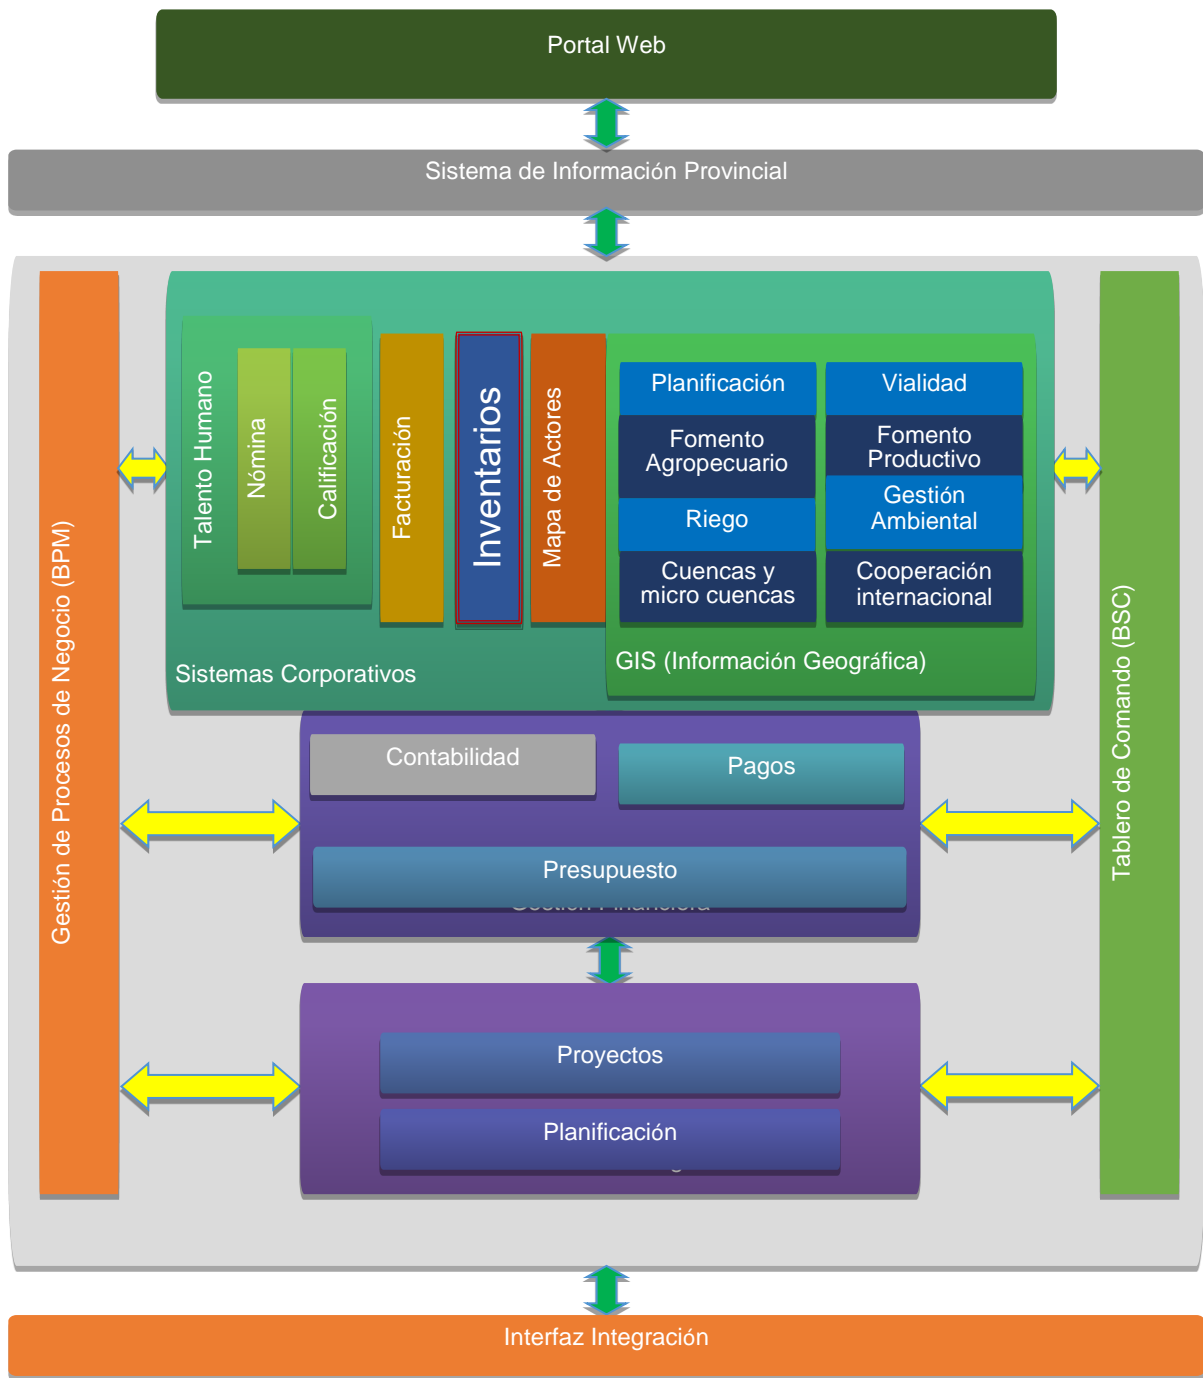 Portal Web
Sistema de Información Provincial
Gestión de Procesos de Negocio (BPM)
Talento Humano
Nómina
Calificación
Facturación
Inventarios
Mapa de Actores
Planificación
Fomento
Agropecuario
Riego
Cuencas y
micro cuencas
Vialidad
Fomento
Productivo
Gestión
Ambiental
Cooperación
internacional
GIS (Información Geográfica)
Sistemas Corporativos
Tablero de Comando (BSC)
Contabilidad
Pagos
Presupuesto
Gestión Financiera
Proyectos
Planificación
Interfaz Integración